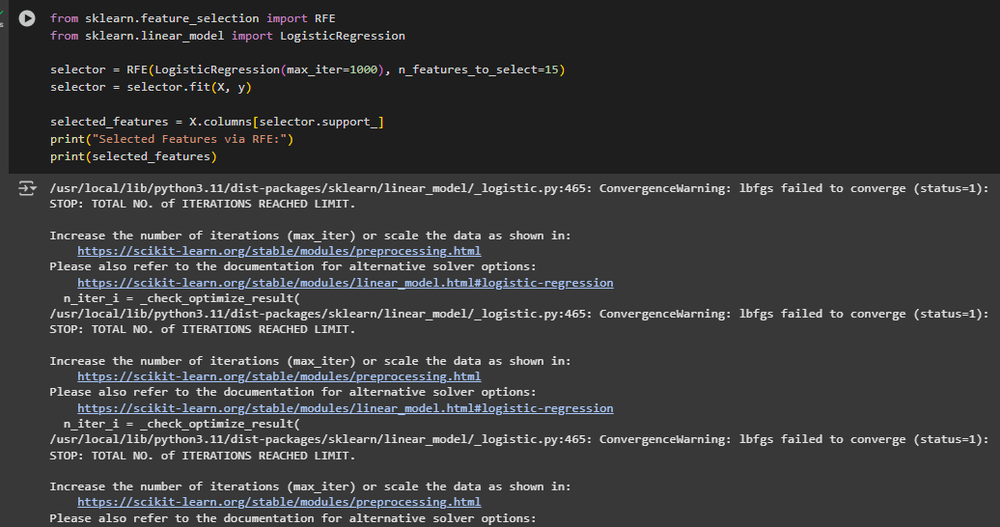 from sklearn.feature_selection import RFE
from sklearn.linear_model import LogisticRegression

selector = RFE(LogisticRegression(max_iter=1000), n_features_to_select=15)
selector = selector.fit(X, y)

selected_features = X.columns[selector.support_]
print("Selected Features via RFE:")
print(selected_features)

/usr/local/lib/python3.11/dist-packages/sklearn/linear_model/_logistic.py:465: ConvergenceWarning: lbfgs failed to converge (status=1):
STOP: TOTAL NO. of ITERATIONS REACHED LIMIT.

Increase the number of iterations (max_iter) or scale the data as shown in:
    https://scikit-learn.org/stable/modules/preprocessing.html
Please also refer to the documentation for alternative solver options:
    https://scikit-learn.org/stable/modules/linear_model.html#logistic-regression
  n_iter_i = _check_optimize_result(
/usr/local/lib/python3.11/dist-packages/sklearn/linear_model/_logistic.py:465: ConvergenceWarning: lbfgs failed to converge (status=1):
STOP: TOTAL NO. of ITERATIONS REACHED LIMIT.

Increase the number of iterations (max_iter) or scale the data as shown in:
    https://scikit-learn.org/stable/modules/preprocessing.html
Please also refer to the documentation for alternative solver options:
    https://scikit-learn.org/stable/modules/linear_model.html#logistic-regression
  n_iter_i = _check_optimize_result(
/usr/local/lib/python3.11/dist-packages/sklearn/linear_model/_logistic.py:465: ConvergenceWarning: lbfgs failed to converge (status=1):
STOP: TOTAL NO. of ITERATIONS REACHED LIMIT.

Increase the number of iterations (max_iter) or scale the data as shown in:
    https://scikit-learn.org/stable/modules/preprocessing.html
Please also refer to the documentation for alternative solver options: